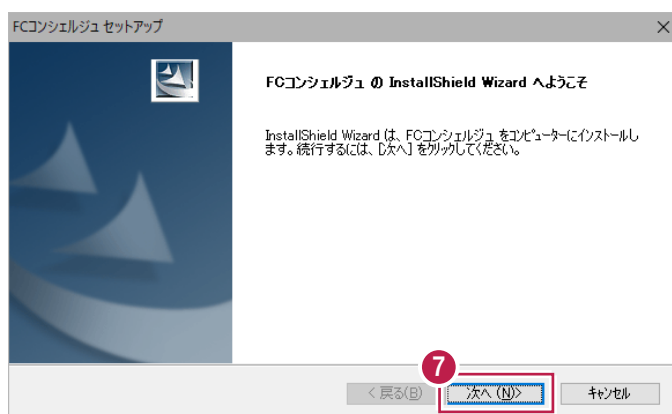 FCコンシェルジュ セットアップ
FCコンシェルジュ の InstallShield Wizard へようこそ
InstallShield Wizard は、FCコンシェルジュ をコンピューターにインストールし
ます。続行するには、[次へ] をクリックしてください。
7
< 戻る(B)
次へ(N)>
キャンセル